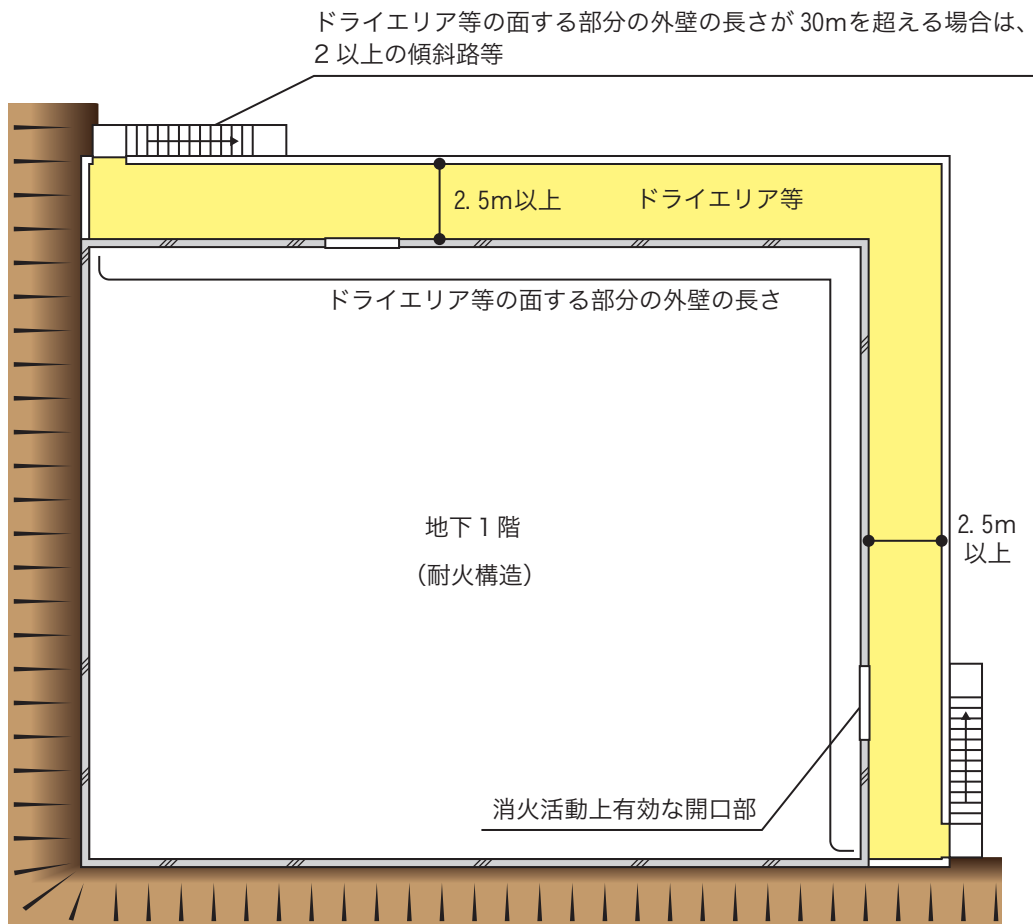 ドライエリア等の面する部分の外壁の長さが 30mを超える場合は、
2 以上の傾斜路等
2.5m以上
ドライエリア等
ドライエリア等の面する部分の外壁の長さ
地下1階
（耐火構造）
2.5m
以上
消火活動上有効な開口部